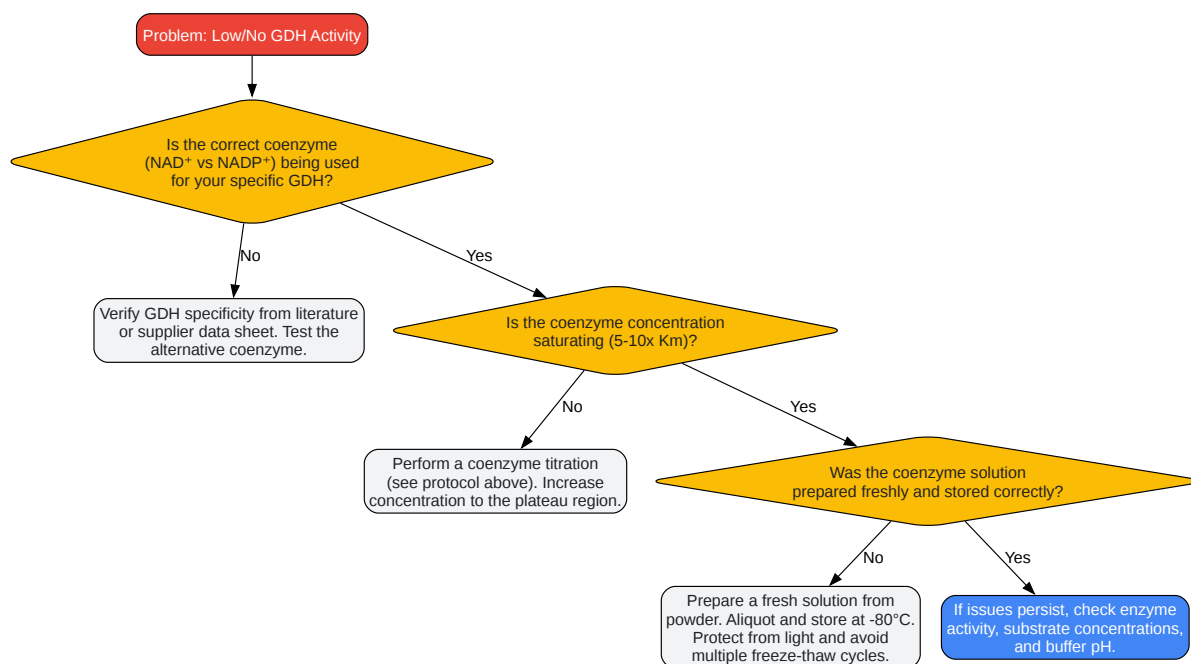 Problem: Low/No GDH Activity
Is the correct coenzyme
(NAD⁺ vs NADP⁺) being used
for your specific GDH?
No
Yes
Verify GDH specificity from literature
or supplier data sheet. Test the
alternative coenzyme.
Is the coenzyme concentration
saturating (5-10x Km)?
No
Yes
Perform a coenzyme titration
(see protocol above). Increase
concentration to the plateau region.
Was the coenzyme solution
prepared freshly and stored correctly?
No
Yes
Prepare a fresh solution from
powder. Aliquot and store at -80°C.
Protect from light and avoid
multiple freeze-thaw cycles.
If issues persist, check enzyme
activity, substrate concentrations,
and buffer pH.